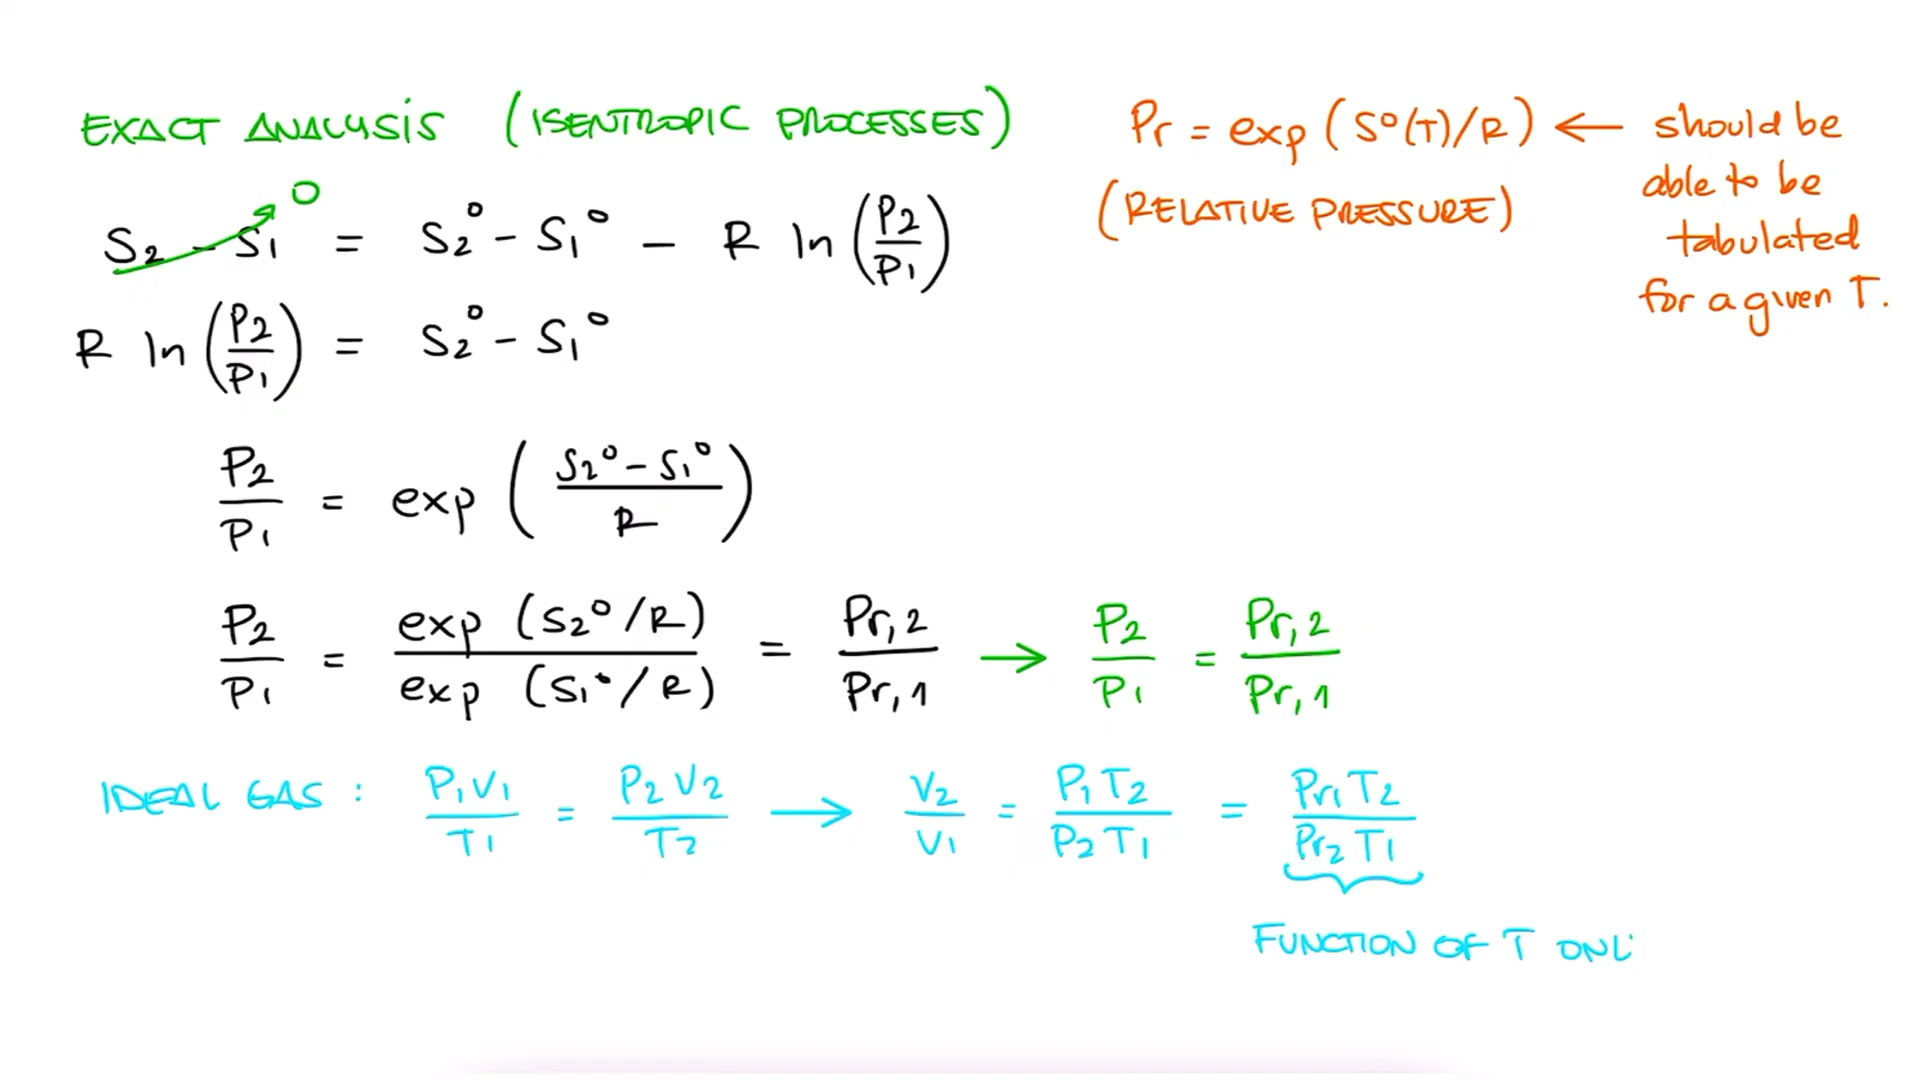 EXACT ANALYSIS (ISENTROPIC PROCESSES)
S₂ - S₁ → 0 = S₂° - S₁° - R ln (P₂/P₁)
R ln (P₂/P₁) = S₂° - S₁°
P₂/P₁ = exp ((S₂° - S₁°)/R)
P₂/P₁ = exp (S₂°/R) / exp (S₁°/R) = Pr,2/Pr,1 → P₂/P₁ = Pr,2/Pr,1
IDEAL GAS : P₁V₁/T₁ = P₂V₂/T₂ → V₂/V₁ = P₁T₂/P₂T₁ = Pr₁T₂/Pr₂T₁
FUNCTION OF T ONL
Pr = exp (S°(T)/R) ← should be
able to be
tabulated
for a given T.
(RELATIVE PRESSURE)